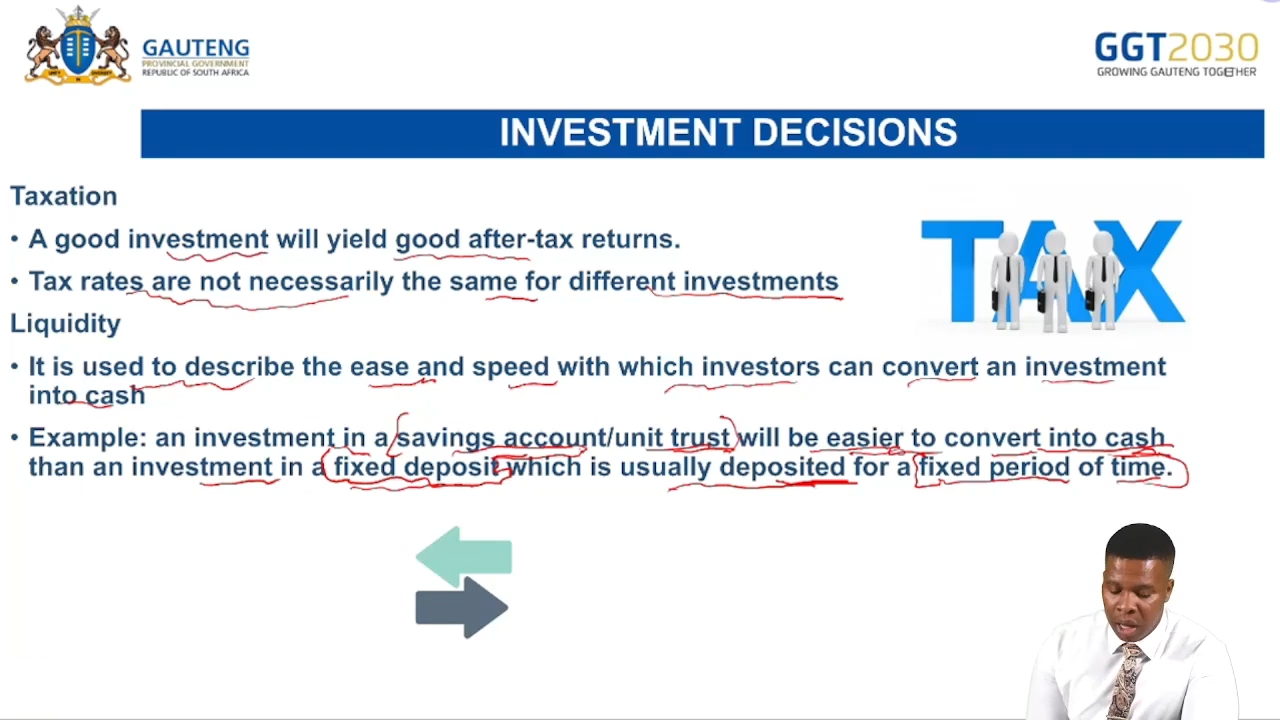 GAUTENG
PROVINCIAL GOVERNMENT
REPUBLIC OF SOUTH AFRICA
UNITY IN DIVERSITY
GGT2030
GROWING GAUTENG TOGETHER
INVESTMENT DECISIONS
Taxation
• A good investment will yield good after-tax returns.
• Tax rates are not necessarily the same for different investments
Liquidity
• It is used to describe the ease and speed with which investors can convert an investment
into cash
• Example: an investment in a savings account/unit trust will be easier to convert into cash
than an investment in a fixed deposit which is usually deposited for a fixed period of time.
TAX